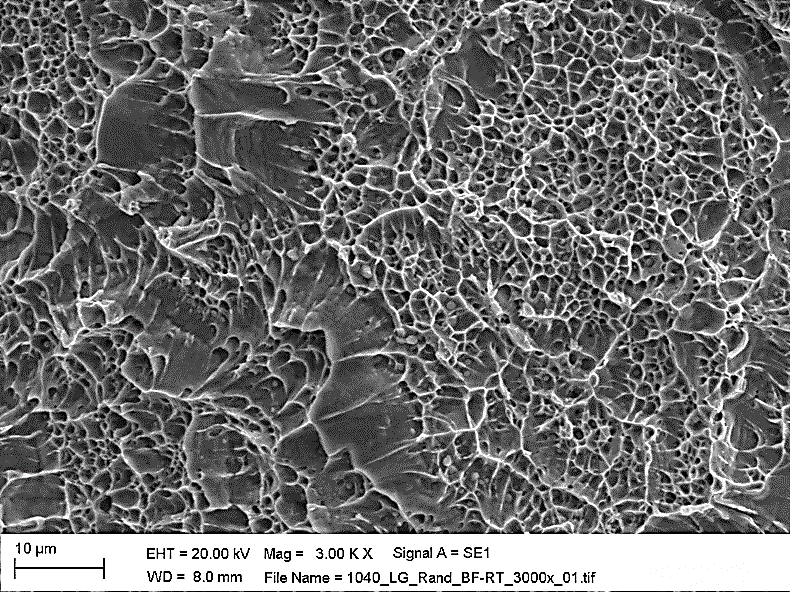 10 µm
EHT = 20.00 kV Mag = 3.00 K X Signal A = SE1
WD = 8.0 mm File Name = 1040_LG_Rand_BF-RT_3000x_01.tif